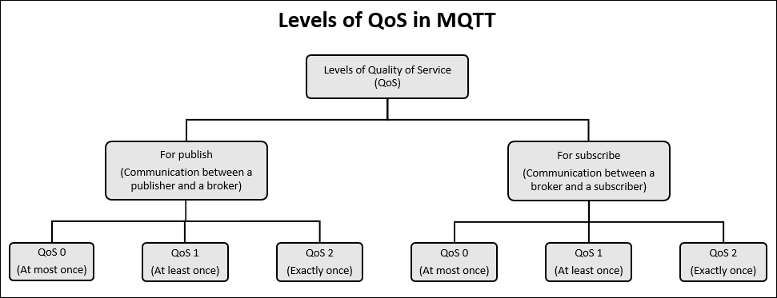 Levels of QoS in MQTT
Levels of Quality of Service
(QoS)
For publish
(Communication between a
publisher and a broker)
For subscribe
(Communication between a
broker and a subscriber)
QoS 0
(At most once)
QoS 1
(At least once)
QoS 2
(Exactly once)
QoS 0
(At most once)
QoS 1
(At least once)
QoS 2
(Exactly once)